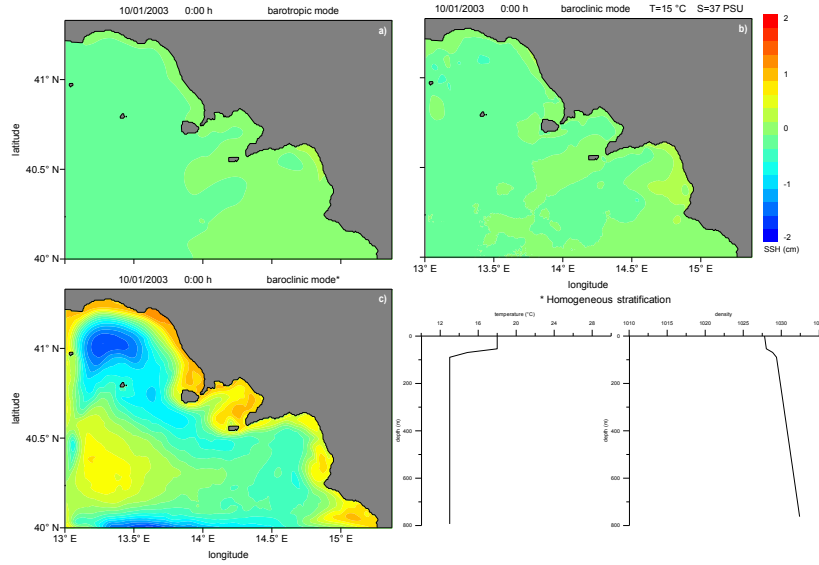 10/01/2003 0:00 h barotropic mode
a)
41° N
40.5° N
40° N
latitude
10/01/2003 0:00 h baroclinic mode T=15 °C S=37 PSU
b)
13° E 13.5° E 14° E 14.5° E 15° E
longitude
2
1
0
-1
-2
SSH (cm)
10/01/2003 0:00 h baroclinic mode*
c)
41° N
40.5° N
40° N
latitude
13° E 13.5° E 14° E 14.5° E 15° E
longitude
* Homogeneous stratification
temperature (°C)
12 16 20 24 28
0
200
400
600
800
depth (m)
density
1010 1015 1020 1025 1030
0
200
400
600
800
depth (m)